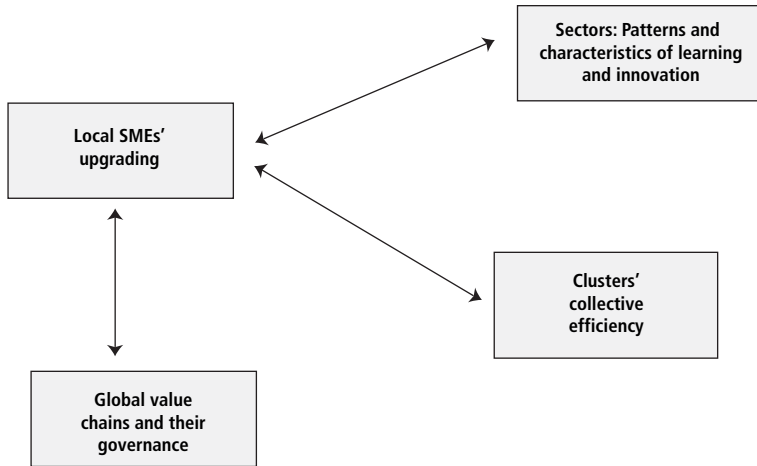 Sectors: Patterns and
characteristics of learning
and innovation
Local SMEs’
upgrading
Clusters’
collective
efficiency
Global value
chains and their
governance